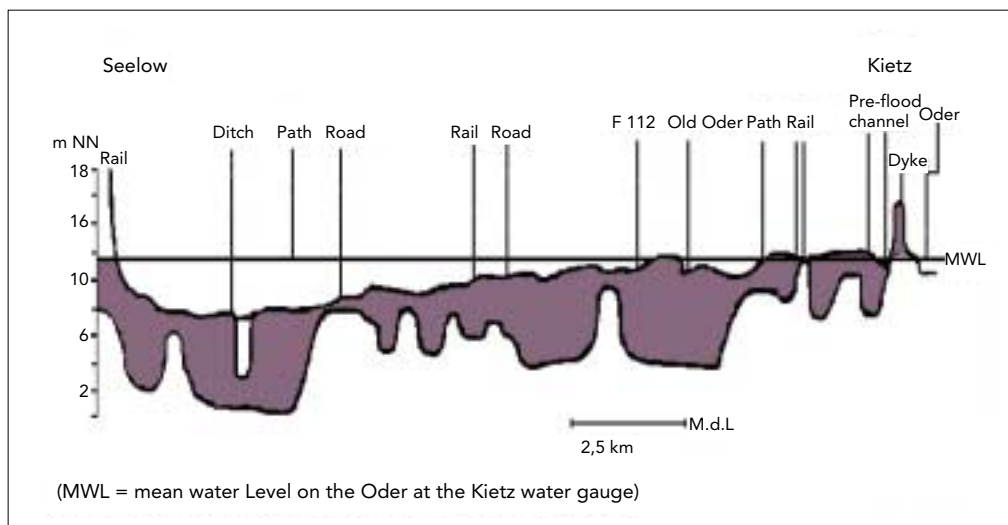 Seelow Kietz
Pre-flood
channel Oder
Ditch Path Road Rail Road F 112 Old Oder Path Rail
m NN
Rail
Dyke
18
16
MWL
10
6
2
M.d.L
2,5 km
(MWL = mean water Level on the Oder at the Kietz water gauge)